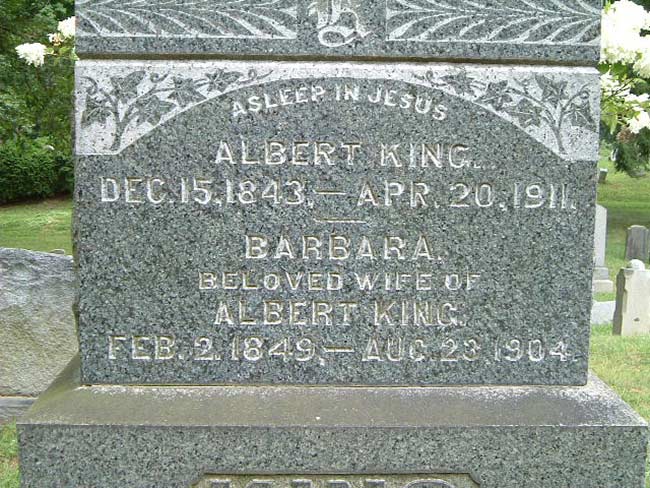 K
ASLEEP IN JESUS
ALBERT KING.
DEC. 15, 1843. — APR. 20, 1911.
BARBARA.
BELOVED WIFE OF
ALBERT KING.
FEB. 2, 1849, — AUG. 23 1904.
KING